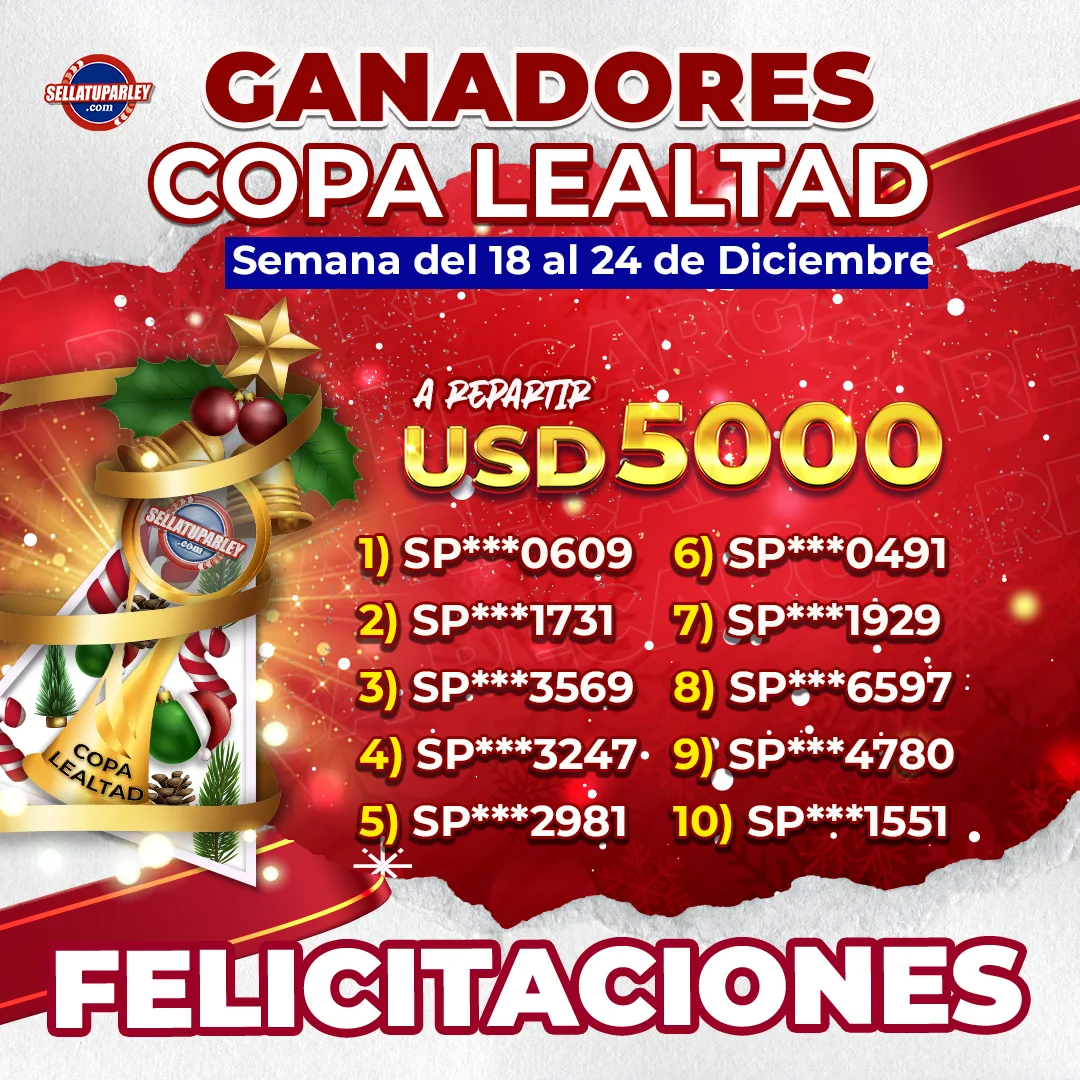 SELLATUPARLEY
.com
GANADORES
COPA LEALTAD
Semana del 18 al 24 de Diciembre
A REPARTIR
USD 5000
1) SP***0609
2) SP***1731
3) SP***3569
4) SP***3247
5) SP***2981
6) SP***0491
7) SP***1929
8) SP***6597
9) SP***4780
10) SP***1551
SELLATUPARLEY
.com
COPA
LEALTAD
FELICITACIONES